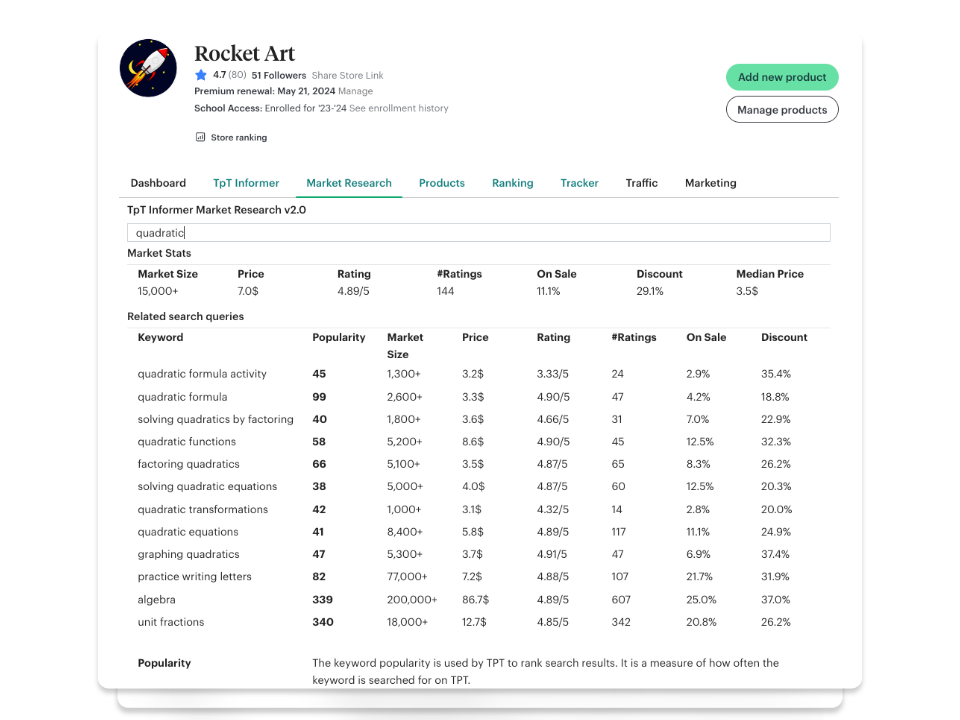 Rocket Art
4.7 (80) 51 Followers Share Store Link
Premium renewal: May 21, 2024 Manage
School Access: Enrolled for '23-'24 See enrollment history
Store ranking
Add new product
Manage products
Dashboard TpT Informer Market Research Products Ranking Tracker Traffic Marketing
TpT Informer Market Research v2.0
quadratic
Market Stats
Market Size Price Rating #Ratings On Sale Discount Median Price
15,000+ 7.0$ 4.89/5 144 11.1% 29.1% 3.5$
Related search queries
Keyword Popularity Market Size Price Rating #Ratings On Sale Discount
quadratic formula activity 45 1,300+ 3.2$ 3.33/5 24 2.9% 35.4%
quadratic formula 99 2,600+ 3.3$ 4.90/5 47 4.2% 18.8%
solving quadratics by factoring 40 1,800+ 3.6$ 4.66/5 31 7.0% 22.9%
quadratic functions 58 5,200+ 8.6$ 4.90/5 45 12.5% 32.3%
factoring quadratics 66 5,100+ 3.5$ 4.87/5 65 8.3% 26.2%
solving quadratic equations 38 5,000+ 4.0$ 4.87/5 60 12.5% 20.3%
quadratic transformations 42 1,000+ 3.1$ 4.32/5 14 2.8% 20.0%
quadratic equations 41 8,400+ 5.8$ 4.89/5 117 11.1% 24.9%
graphing quadratics 47 5,300+ 3.7$ 4.91/5 47 6.9% 37.4%
practice writing letters 82 77,000+ 7.2$ 4.88/5 107 21.7% 31.9%
algebra 339 200,000+ 86.7$ 4.89/5 607 25.0% 37.0%
unit fractions 340 18,000+ 12.7$ 4.85/5 342 20.8% 26.2%
Popularity The keyword popularity is used by TPT to rank search results. It is a measure of how often the
keyword is searched for on TPT.